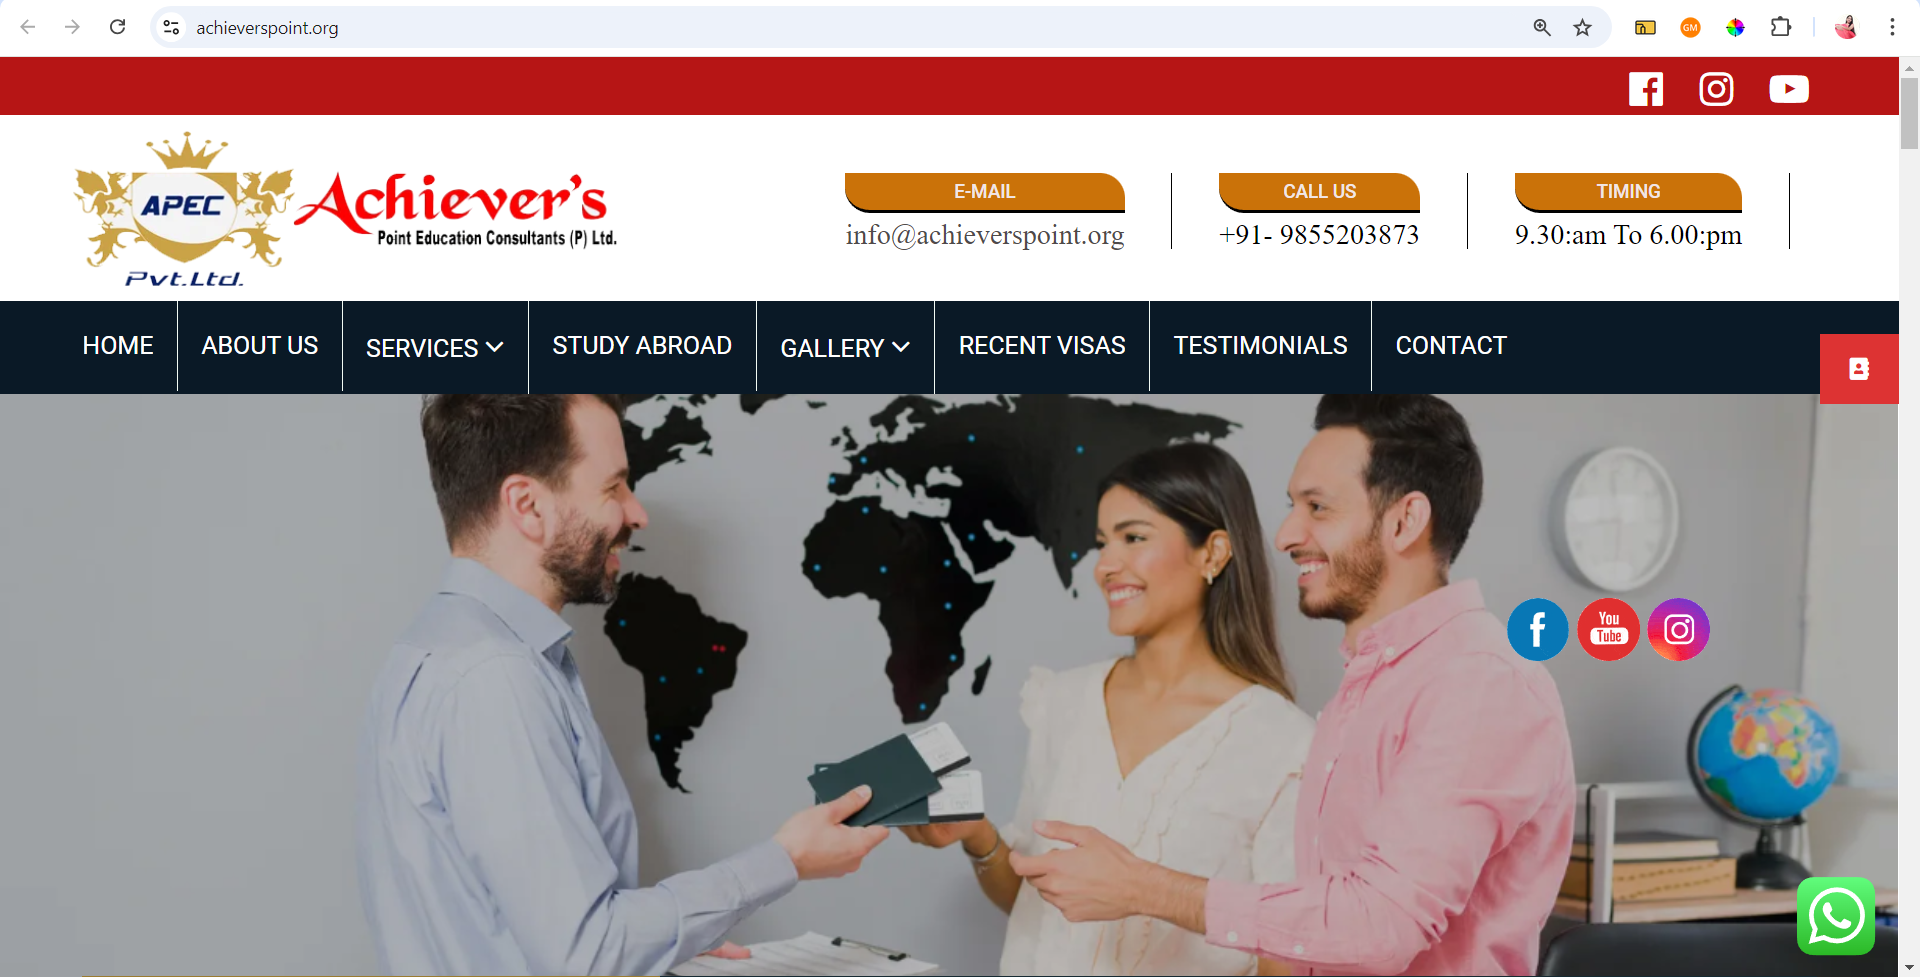 achieverspoint.org
GM
APEC
Pvt.Ltd.
Achiever's
Point Education Consultants (P) Ltd.
E-MAIL
info@achieverspoint.org
CALL US
+91- 9855203873
TIMING
9.30:am To 6.00:pm
HOME
ABOUT US
SERVICES
STUDY ABROAD
GALLERY
RECENT VISAS
TESTIMONIALS
CONTACT
f
You
Tube